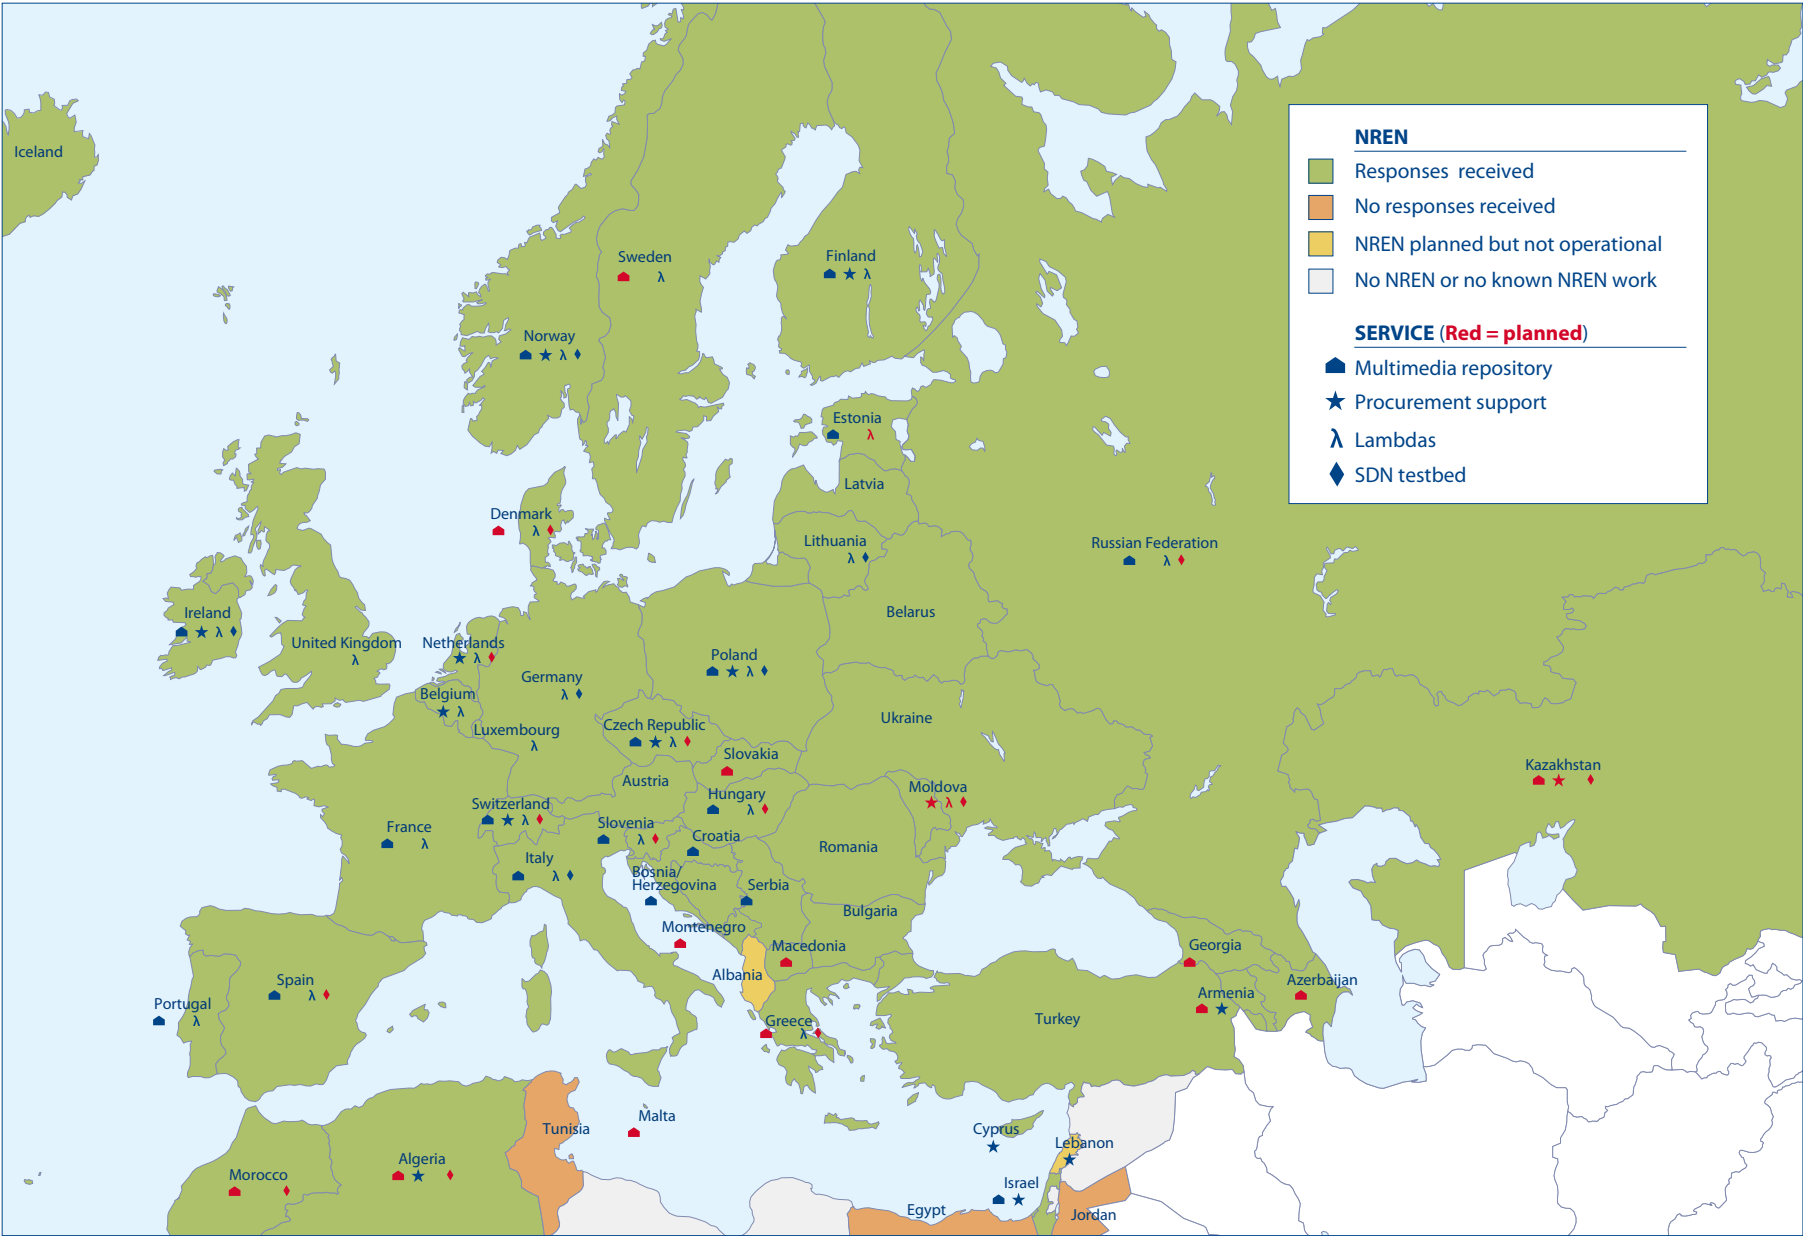 Iceland
NREN
Responses received
No responses received
NREN planned but not operational
No NREN or no known NREN work
SERVICE (Red = planned)
Multimedia repository
Procurement support
λ Lambdas
SDN testbed
Sweden
λ
Finland
λ
Norway
λ
Estonia
λ
Latvia
Denmark
λ
Lithuania
λ
Russian Federation
λ
Ireland
λ
Belarus
United Kingdom
λ
Netherlands
λ
Poland
λ
Germany
λ
Belgium
λ
Ukraine
Czech Republic
λ
Luxembourg
λ
Slovakia
Kazakhstan
Austria
Moldova
λ
Hungary
λ
Switzerland
λ
Slovenia
λ
France
λ
Croatia
Romania
Italy
λ
Bosnia/
Herzegovina
Serbia
Bulgaria
Montenegro
Macedonia
Georgia
Albania
Spain
λ
Azerbaijan
Armenia
Portugal
λ
Greece
λ
Turkey
Malta
Tunisia
Cyprus
Lebanon
Algeria
Morocco
Israel
Egypt
Jordan